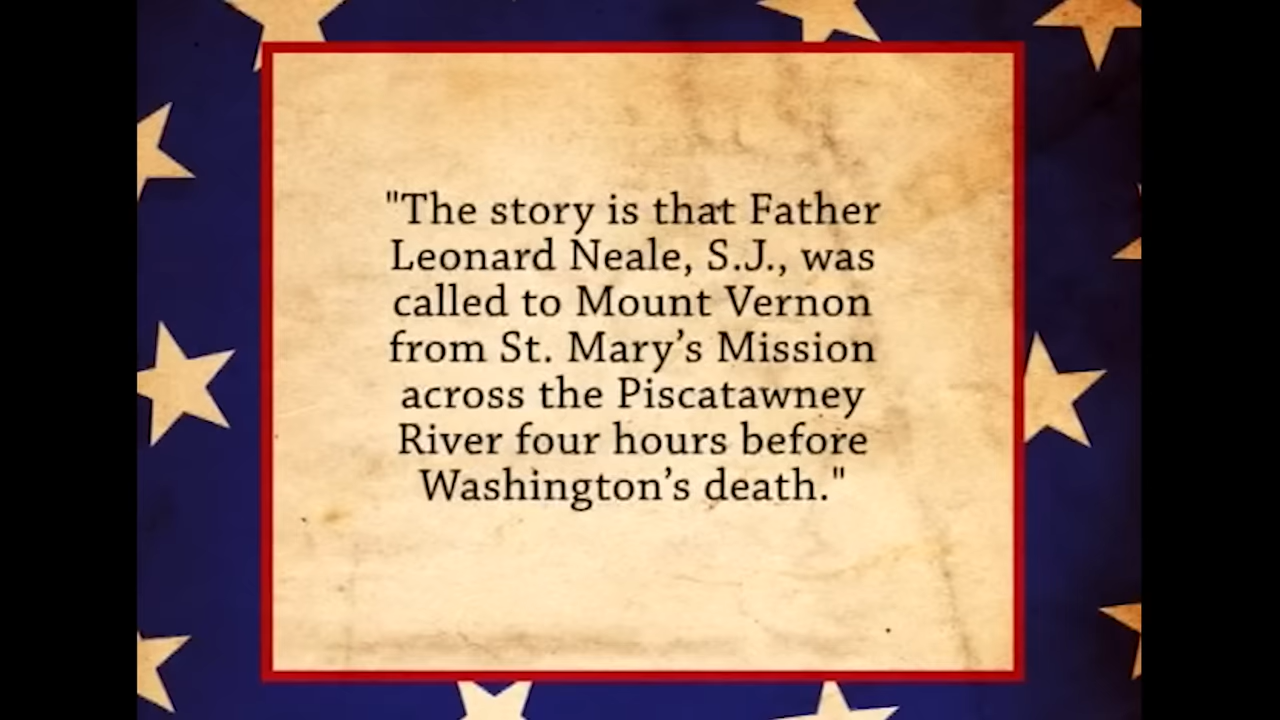 "The story is that Father
Leonard Neale, S.J., was
called to Mount Vernon
from St. Mary’s Mission
across the Piscatawney
River four hours before
Washington’s death."